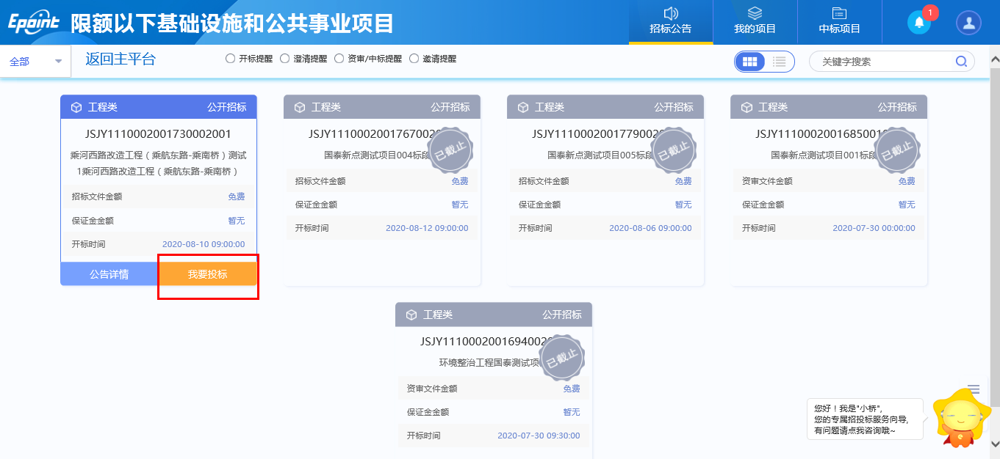 Epoint 限额以下基础设施和公共事业项目
招标公告
我的项目
中标项目
1
全部
返回主平台
开标提醒
澄清提醒
资审/中标提醒
邀请提醒
关键字搜索
工程类 公开招标
JSJY1110002001730002001
乘河西路改造工程(乘航东路-乘南桥)测试
1乘河西路改造工程(乘航东路-乘南桥)
招标文件金额 免费
保证金金额 暂无
开标时间 2020-08-10 09:00:00
公告详情 我要投标
工程类 公开招标
JSJY111000200176700
已截止
国泰新点测试项目004标段
招标文件金额 免费
保证金金额 暂无
开标时间 2020-08-12 09:00:00
工程类 公开招标
JSJY111000200177900
已截止
国泰新点测试项目005标段
招标文件金额 免费
保证金金额 暂无
开标时间 2020-08-06 09:00:00
工程类 公开招标
JSJY1110002001685001
已截止
国泰新点测试项目001标段
资审文件金额 免费
保证金金额 暂无
开标时间 2020-07-30 00:00:00
工程类 公开招标
JSJY111000200169400
已截止
环境整治工程国泰测试项
资审文件金额 免费
保证金金额 暂无
开标时间 2020-07-30 09:30:00
您好！我是"小桥",
您的专属招投标服务向导,
有问题请点我咨询哦~